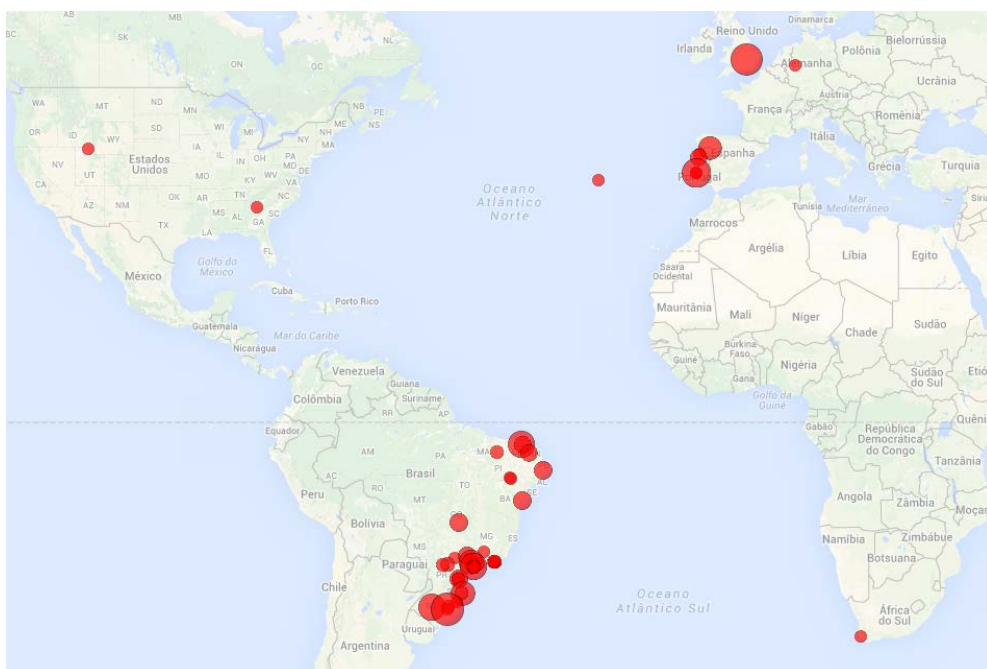 AB
MB
BC
SK
NL
ON
QC
WA
MT
ND
NB
PE
NS
OR
ID
WY
SD
WI
MI
ME
NH
MA
RI
NV
UT
Estados
Unidos
IA
IL
IN
OH
PA
CA
KS
MO
KY
WV
MD
DE
AZ
NM
OK
AR
TN
VA
NC
TX
LA
MS
AL
GA
SC
FL
Golfo do
México
México
Cuba
Porto Rico
Guatemala
Mar do Caribe
Nicarágua
Oceano
Atlântico
Norte
Dinamarca
Reino Unido
Irlanda
Alemanha
Polônia
Bielorrússia
Ucrânia
Áustria
França
Romênia
Itália
Espanha
Portugal
Grécia
Turquia
Mar
Mediterrâneo
Tunísia
Marrocos
Argélia
Líbia
Egito
Saara
Ocidental
Mauritânia
Mali
Níger
Chade
Sudão
Burkina
Faso
Guiné
Gana
Nigéria
Sudão
do Sul
Golfo da
Guiné
Gabão
República
Democrática
do Congo
Tanzânia
Angola
Zâmbia
Namíbia
Zimbábue
Botsuana
África
do Sul
Venezuela
Guiana
Suriname
Colômbia
RR
AP
Equador
AM
PA
MA
PI
Brasil
AC
RO
TO
AL
SE
BA
Peru
MT
Bolívia
MG
ES
MS
Paraguai
PR
Chile
Uruguai
Argentina
Oceano
Atlântico Sul